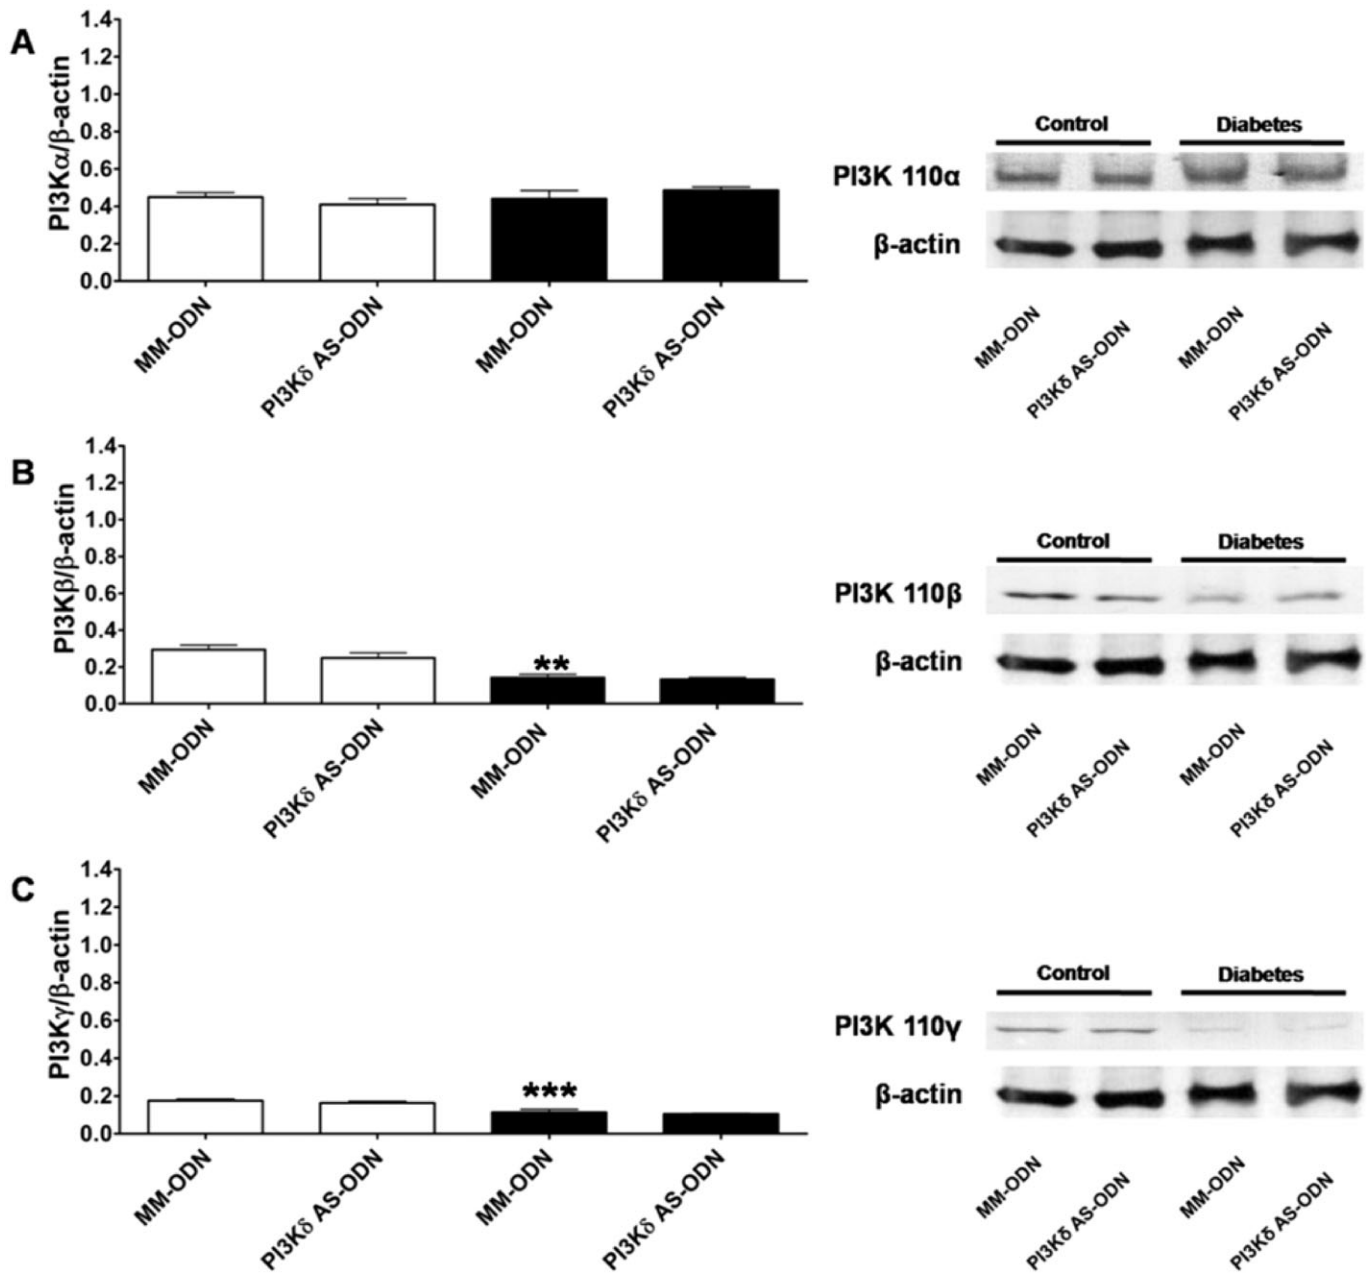 A
PI3Kα/β-actin
1.4
1.2
1.0
0.8
0.6
0.4
0.2
0.0
MM-ODN
PI3Kδ AS-ODN
MM-ODN
PI3Kδ AS-ODN
Control
Diabetes
PI3K 110α
β-actin
MM-ODN
PI3Kδ AS-ODN
MM-ODN
PI3Kδ AS-ODN
B
PI3Kβ/β-actin
1.4
1.2
1.0
0.8
0.6
0.4
0.2
0.0
**
MM-ODN
PI3Kδ AS-ODN
MM-ODN
PI3Kδ AS-ODN
Control
Diabetes
PI3K 110β
β-actin
MM-ODN
PI3Kδ AS-ODN
MM-ODN
PI3Kδ AS-ODN
C
PI3Kγ/β-actin
1.4
1.2
1.0
0.8
0.6
0.4
0.2
0.0
***
MM-ODN
PI3Kδ AS-ODN
MM-ODN
PI3Kδ AS-ODN
Control
Diabetes
PI3K 110γ
β-actin
MM-ODN
PI3Kδ AS-ODN
MM-ODN
PI3Kδ AS-ODN